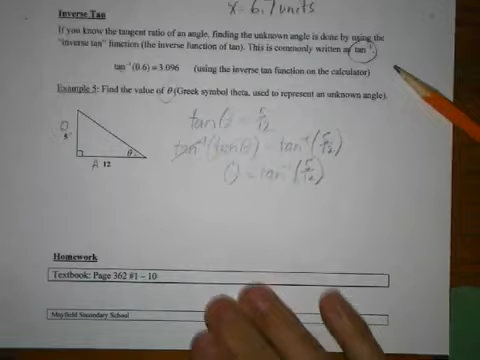 x = 6.7 units
Inverse Tan
If you know the tangent ratio of an angle, finding the unknown angle is done by using the
"inverse tan" function (the inverse function of tan). This is commonly written as tan⁻¹.
tan⁻¹(0.6) = 3.096 (using the inverse tan function on the calculator)
Example 5: Find the value of θ (Greek symbol theta, used to represent an unknown angle).
tan θ = 5/12
O
5
tan⁻¹(tan θ) = tan⁻¹(5/12)
θ
A 12
θ = tan⁻¹(5/12)
Homework
Textbook: Page 362 #1 – 10
Mayfield Secondary School